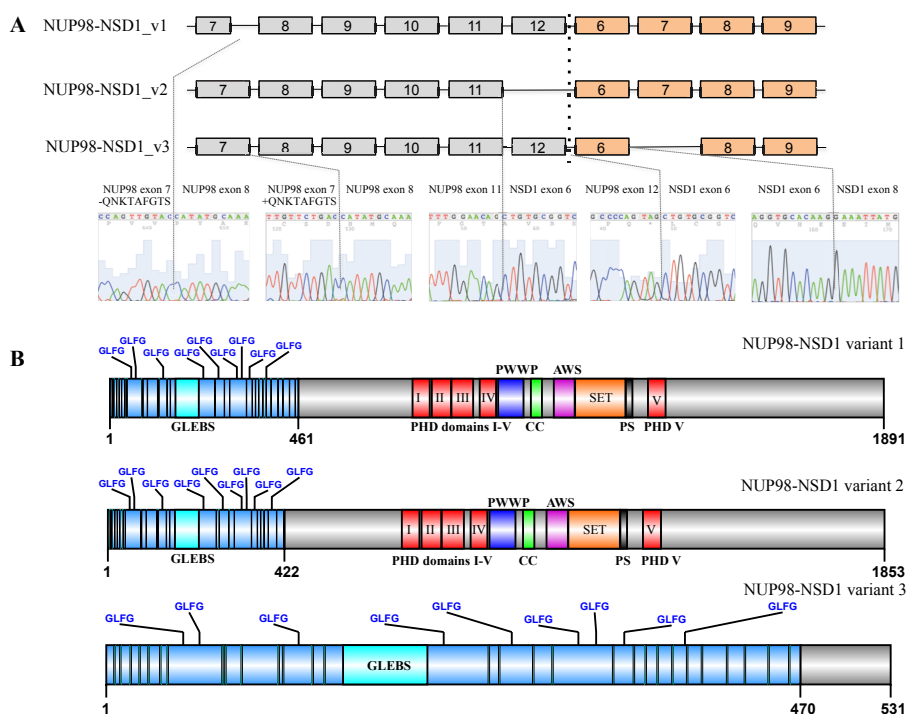 A
NUP98-NSD1_v1
7 8 9 10 11 12 6 7 8 9
NUP98-NSD1_v2
7 8 9 10 11 6 7 8 9
NUP98-NSD1_v3
7 8 9 10 11 12 6 8 9
NUP98 exon 7 NUP98 exon 8 NUP98 exon 7 NUP98 exon 8 NUP98 exon 11 NSD1 exon 6 NUP98 exon 12 NSD1 exon 6 NSD1 exon 6 NSD1 exon 8
-QNKTAFGTS +QNKTAFGTS
CCAGTTGTACCATATGCAAA TTGTTCTGACCATATGCAAA TTTGGAACAGCTGTGCGGTC GCCCCAGTAGCTGTGCGGTC AGGTGCACAAGGAAATTATG
B
NUP98-NSD1 variant 1
GLFG GLFG GLFG GLFG GLFG GLFG GLFG GLFG GLFG
PWWP AWS
I II III IV SET V
GLEBS PHD domains I-V CC PS PHD V
1 461 1891
NUP98-NSD1 variant 2
GLFG GLFG GLFG GLFG GLFG GLFG GLFG GLFG GLFG
PWWP AWS
I II III IV SET V
GLEBS PHD domains I-V CC PS PHD V
1 422 1853
NUP98-NSD1 variant 3
GLFG GLFG GLFG GLFG GLFG GLFG GLFG GLFG GLFG
GLEBS
1 470 531